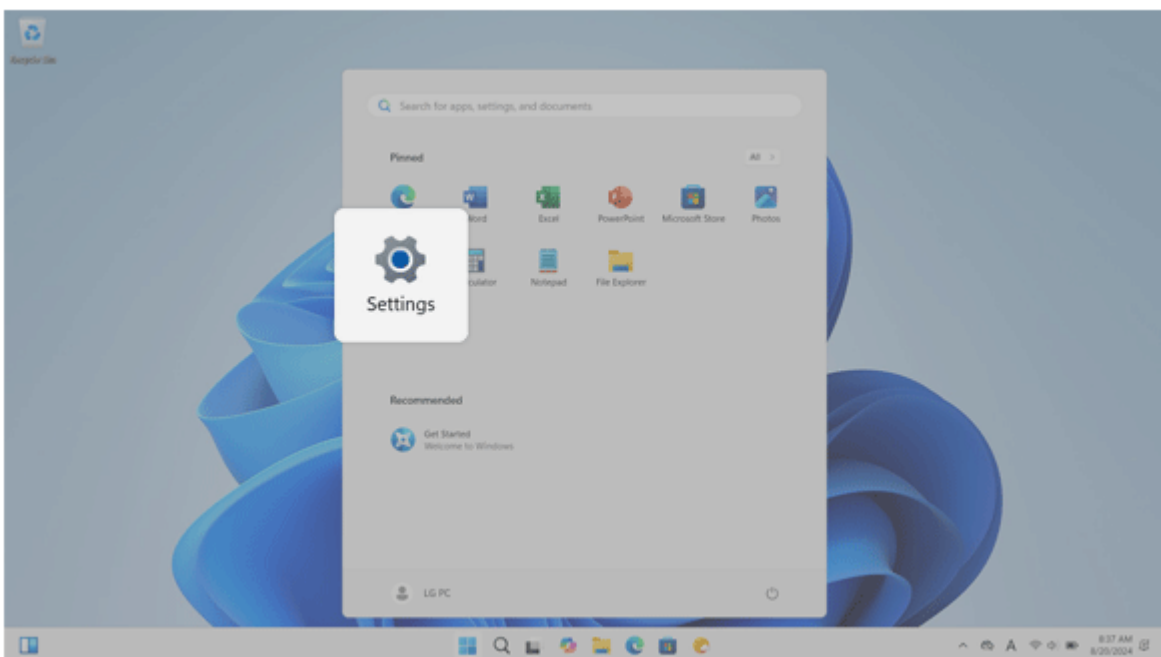 Recycle Bin
Search for apps, settings, and documents
Pinned
All >
Word
Excel
PowerPoint
Microsoft Store
Photos
Settings
culator
Notepad
File Explorer
Recommended
Get Started
Welcome to Windows
LG PC
A
8:37 AM
8/20/2024